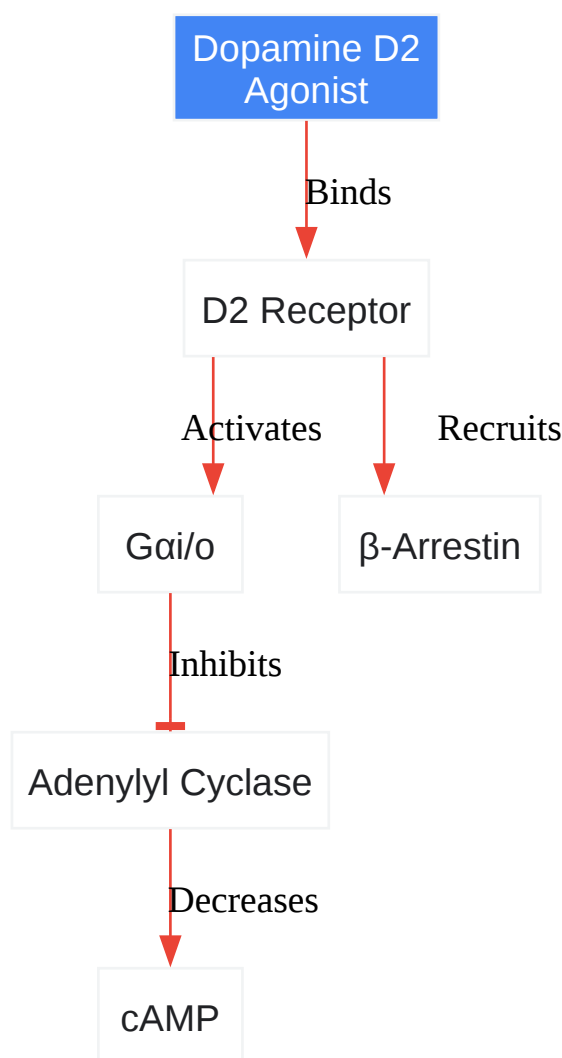 Dopamine D2
Agonist
Binds
D2 Receptor
Activates
Recruits
Gαi/o
β-Arrestin
Inhibits
Adenylyl Cyclase
Decreases
cAMP